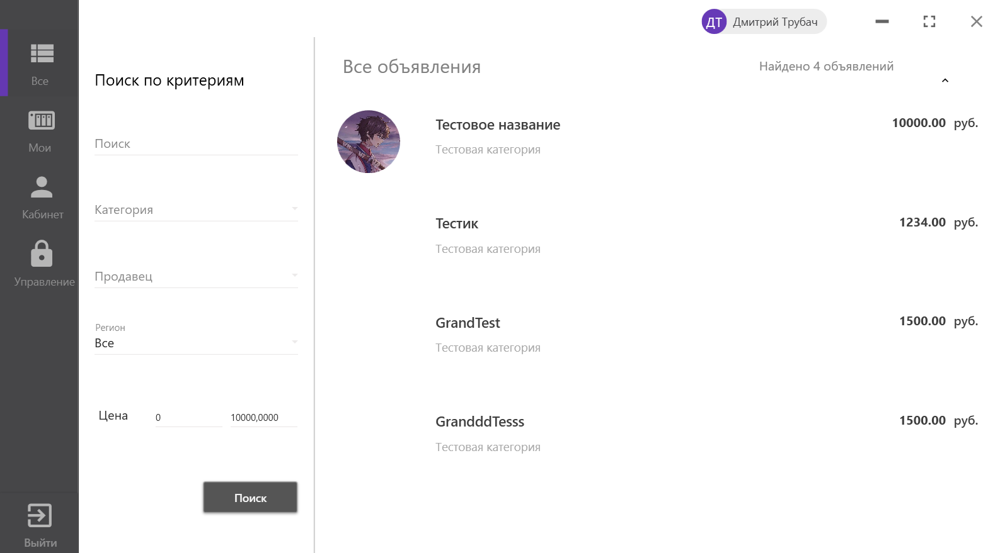 ДТ Дмитрий Трубач
Все
Мои
Кабинет
Управление
Выйти
Поиск по критериям
Поиск
Категория
Продавец
Регион
Все
Цена 0 10000,0000
Поиск
Все объявления
Найдено 4 объявлений
Тестовое название 10000.00 руб.
Тестовая категория
Тестик 1234.00 руб.
Тестовая категория
GrandTest 1500.00 руб.
Тестовая категория
GrandddTesss 1500.00 руб.
Тестовая категория